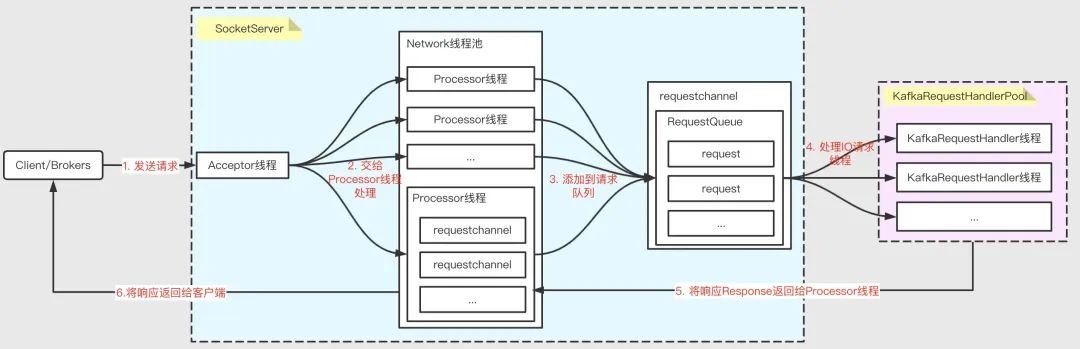 SocketServer
Network线程池
Processor线程
Processor线程
...
Processor线程
requestchannel
requestchannel
...
Client/Brokers
1. 发送请求
Acceptor线程
2. 交给
Processor线程
处理
3. 添加到请求
队列
requestchannel
RequestQueue
request
request
...
4. 处理IO请求
线程
KafkaRequestHandlerPool
KafkaRequestHandler线程
KafkaRequestHandler线程
...
5. 将响应Response返回给Processor线程
6.将响应返回给客户端